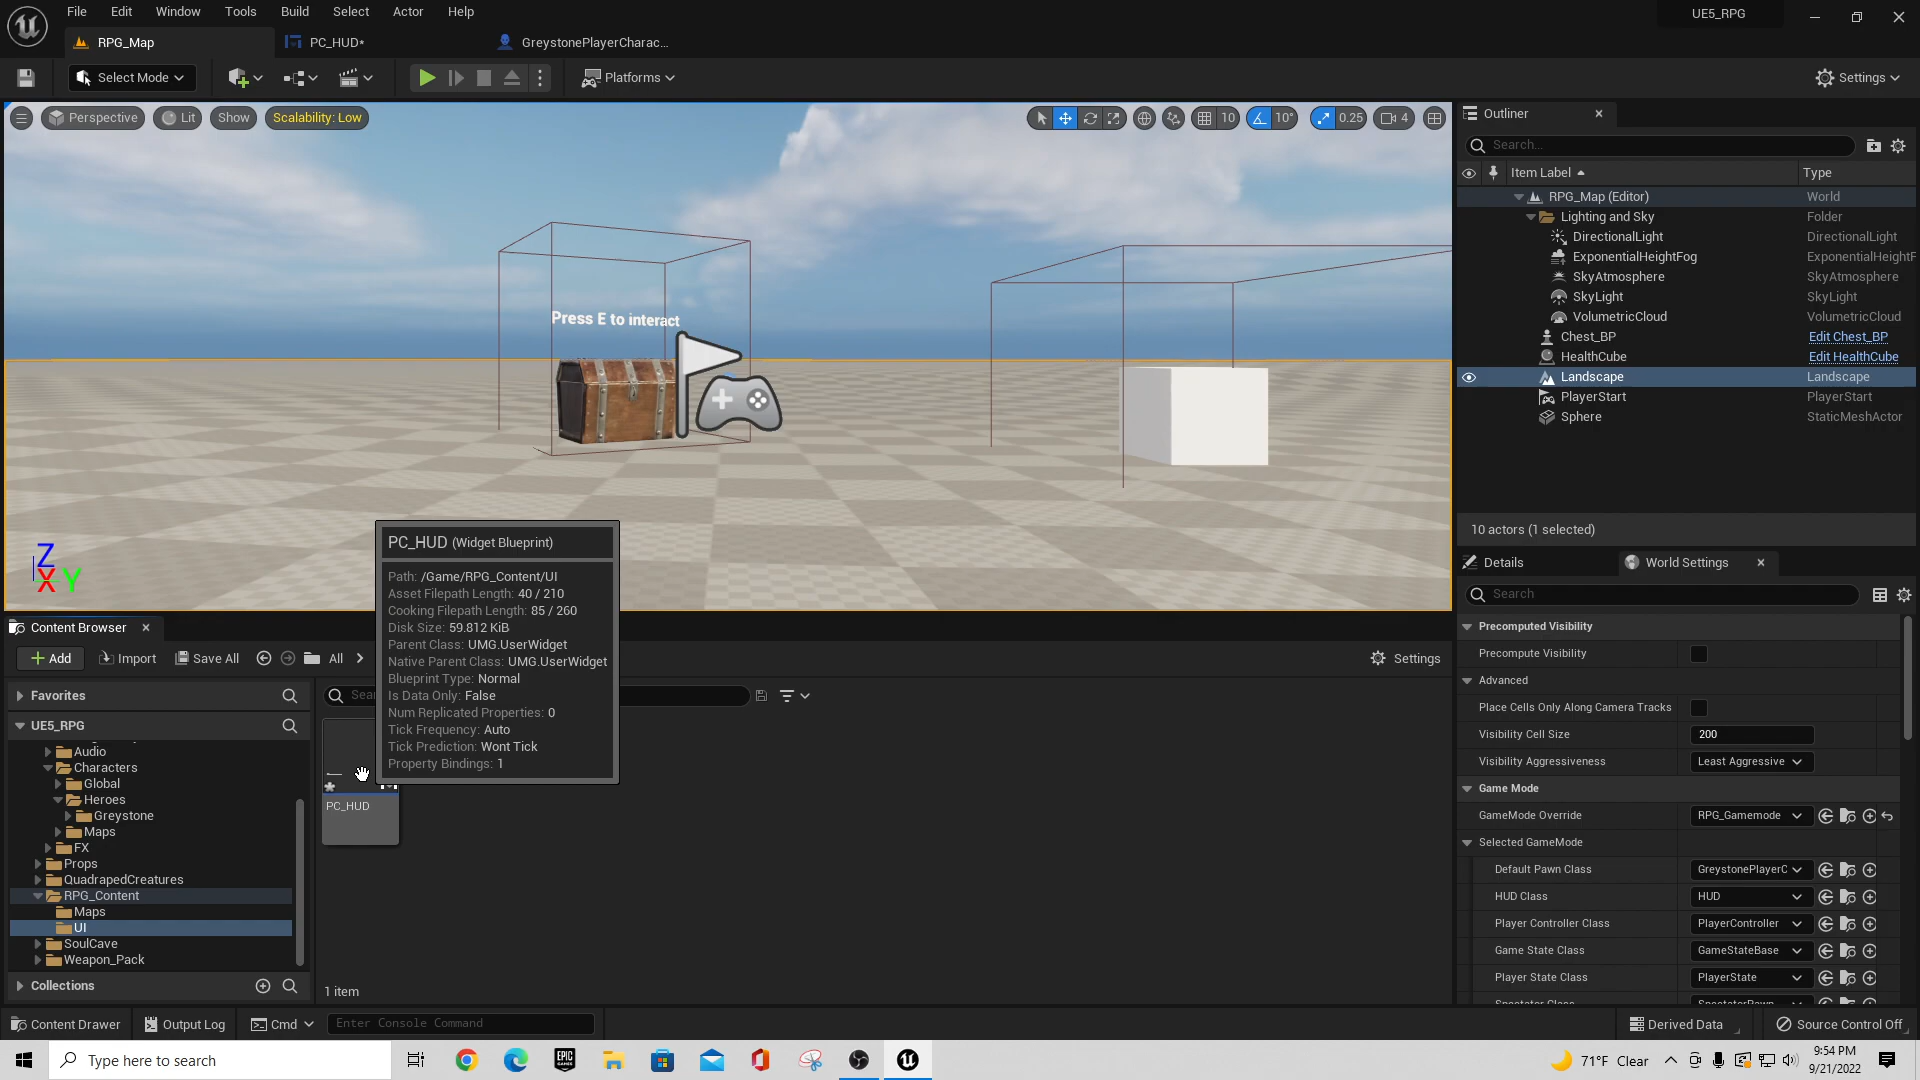 File Edit Window Tools Build Select Actor Help
UE5_RPG
RPG_Map
PC_HUD*
GreystonePlayerCharac...
Select Mode
Platforms
Settings
Perspective
Lit
Show
Scalability: Low
10
10°
0.25
4
Press E to interact
Z
X Y
Outliner
Search...
Item Label
Type
RPG_Map (Editor) World
Lighting and Sky Folder
DirectionalLight DirectionalLight
ExponentialHeightFog ExponentialHeightF
SkyAtmosphere SkyAtmosphere
SkyLight SkyLight
VolumetricCloud VolumetricCloud
Chest_BP Edit Chest_BP
HealthCube Edit HealthCube
Landscape Landscape
PlayerStart PlayerStart
Sphere StaticMeshActor
10 actors (1 selected)
Details
World Settings
Search
Precomputed Visibility
Precompute Visibility
Advanced
Place Cells Only Along Camera Tracks
Visibility Cell Size 200
Visibility Aggressiveness Least Aggressive
Game Mode
GameMode Override RPG_Gamemode
Selected GameMode
Default Pawn Class GreystonePlayerC
HUD Class HUD
Player Controller Class PlayerController
Game State Class GameStateBase
Player State Class PlayerState
PC_HUD (Widget Blueprint)
Path: /Game/RPG_Content/UI
Asset Filepath Length: 40 / 210
Cooking Filepath Length: 85 / 260
Disk Size: 59.812 KiB
Parent Class: UMG.UserWidget
Native Parent Class: UMG.UserWidget
Blueprint Type: Normal
Is Data Only: False
Num Replicated Properties: 0
Tick Frequency: Auto
Tick Prediction: Wont Tick
Property Bindings: 1
Content Browser
Add
Import
Save All
All
Settings
Favorites
UE5_RPG
Audio
Characters
Global
Heroes
Greystone
Maps
FX
Props
QuadrapedCreatures
RPG_Content
Maps
UI
SoulCave
Weapon_Pack
Collections
PC_HUD
1 item
Content Drawer
Output Log
Cmd
Enter Console Command
Derived Data
Source Control Off
Type here to search
71°F Clear
9:54 PM
9/21/2022